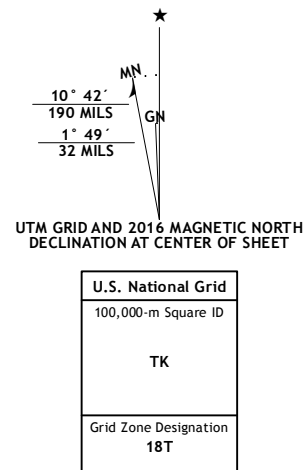 ★
MN
GN
10° 42´
190 MILS
1° 49´
32 MILS
UTM GRID AND 2016 MAGNETIC NORTH
DECLINATION AT CENTER OF SHEET
U.S. National Grid
100,000-m Square ID
TK
Grid Zone Designation
18T